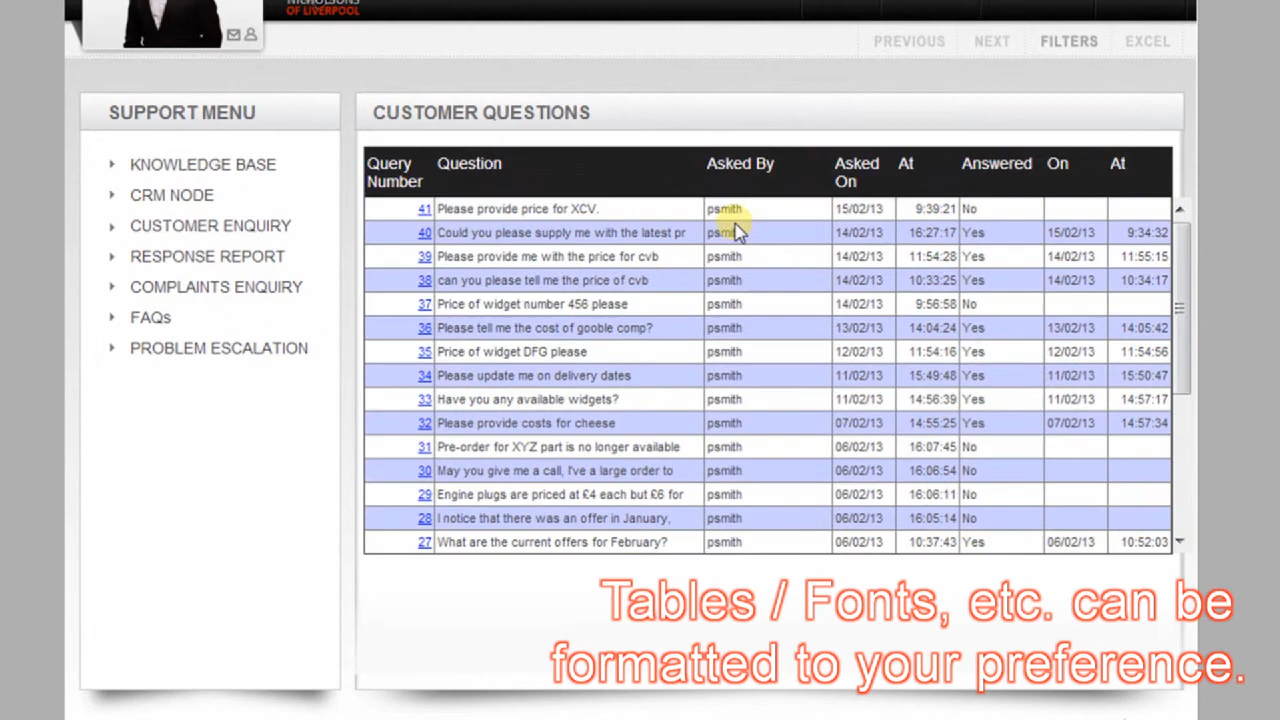 NICHOLSONS
OF LIVERPOOL
PREVIOUS NEXT FILTERS EXCEL
SUPPORT MENU
KNOWLEDGE BASE
CRM NODE
CUSTOMER ENQUIRY
RESPONSE REPORT
COMPLAINTS ENQUIRY
FAQs
PROBLEM ESCALATION
CUSTOMER QUESTIONS
Query Number Question Asked By Asked On At Answered On At
41 Please provide price for XCV. psmith 15/02/13 9:39:21 No
40 Could you please supply me with the latest pr psmith 14/02/13 16:27:17 Yes 15/02/13 9:34:32
39 Please provide me with the price for cvb psmith 14/02/13 11:54:28 Yes 14/02/13 11:55:15
38 can you please tell me the price of cvb psmith 14/02/13 10:33:25 Yes 14/02/13 10:34:17
37 Price of widget number 456 please psmith 14/02/13 9:56:58 No
36 Please tell me the cost of gooble comp? psmith 13/02/13 14:04:24 Yes 13/02/13 14:05:42
35 Price of widget DFG please psmith 12/02/13 11:54:16 Yes 12/02/13 11:54:56
34 Please update me on delivery dates psmith 11/02/13 15:49:48 Yes 11/02/13 15:50:47
33 Have you any available widgets? psmith 11/02/13 14:56:39 Yes 11/02/13 14:57:17
32 Please provide costs for cheese psmith 07/02/13 14:55:25 Yes 07/02/13 14:57:34
31 Pre-order for XYZ part is no longer available psmith 06/02/13 16:07:45 No
30 May you give me a call, I've a large order to psmith 06/02/13 16:06:54 No
29 Engine plugs are priced at £4 each but £6 for psmith 06/02/13 16:06:11 No
28 I notice that there was an offer in January, psmith 06/02/13 16:05:14 No
27 What are the current offers for February? psmith 06/02/13 10:37:43 Yes 06/02/13 10:52:03
Tables / Fonts, etc. can be
formatted to your preference.